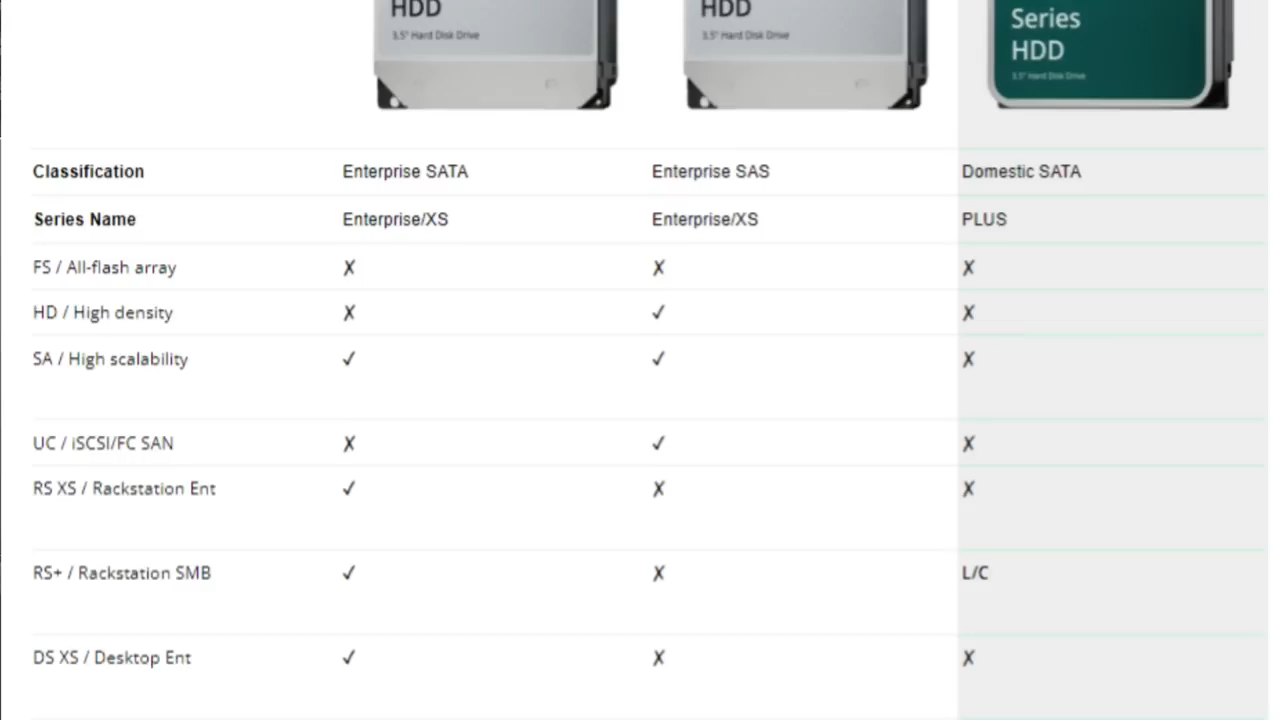 HDD
3.5" Hard Disk Drive
HDD
3.5" Hard Disk Drive
Series
HDD
3.5" Hard Disk Drive
Classification Enterprise SATA Enterprise SAS Domestic SATA
Series Name Enterprise/XS Enterprise/XS PLUS
FS / All-flash array ✗ ✗ ✗
HD / High density ✗ ✓ ✗
SA / High scalability ✓ ✓ ✗
UC / iSCSI/FC SAN ✗ ✓ ✗
RS XS / Rackstation Ent ✓ ✗ ✗
RS+ / Rackstation SMB ✓ ✗ L/C
DS XS / Desktop Ent ✓ ✗ ✗